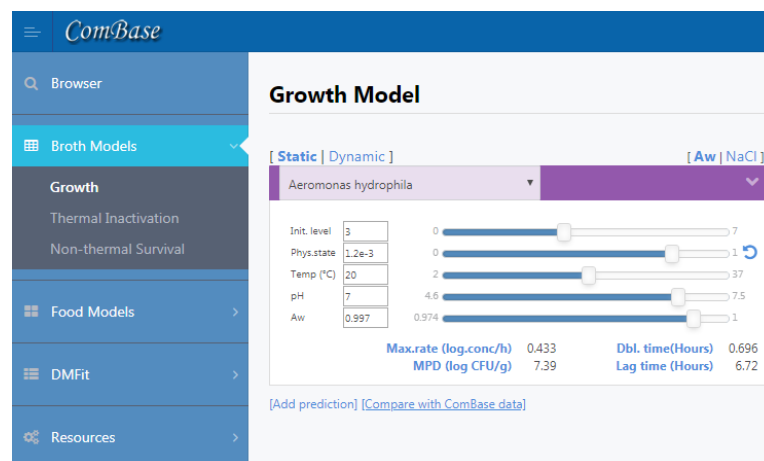 ComBase
Browser
Growth Model
Broth Models
[ Static | Dynamic ] [ Aw | NaCl ]
Aeromonas hydrophila
Growth
Thermal Inactivation
Non-thermal Survival
Init. level 3 0 7
Phys.state 1.2e-3 0 1
Temp (°C) 20 2 37
pH 7 4.6 7.5
Aw 0.997 0.974 1
Food Models
Max.rate (log.conc/h) 0.433 Dbl. time(Hours) 0.696
MPD (log CFU/g) 7.39 Lag time (Hours) 6.72
DMFit
[Add prediction] [Compare with ComBase data]
Resources